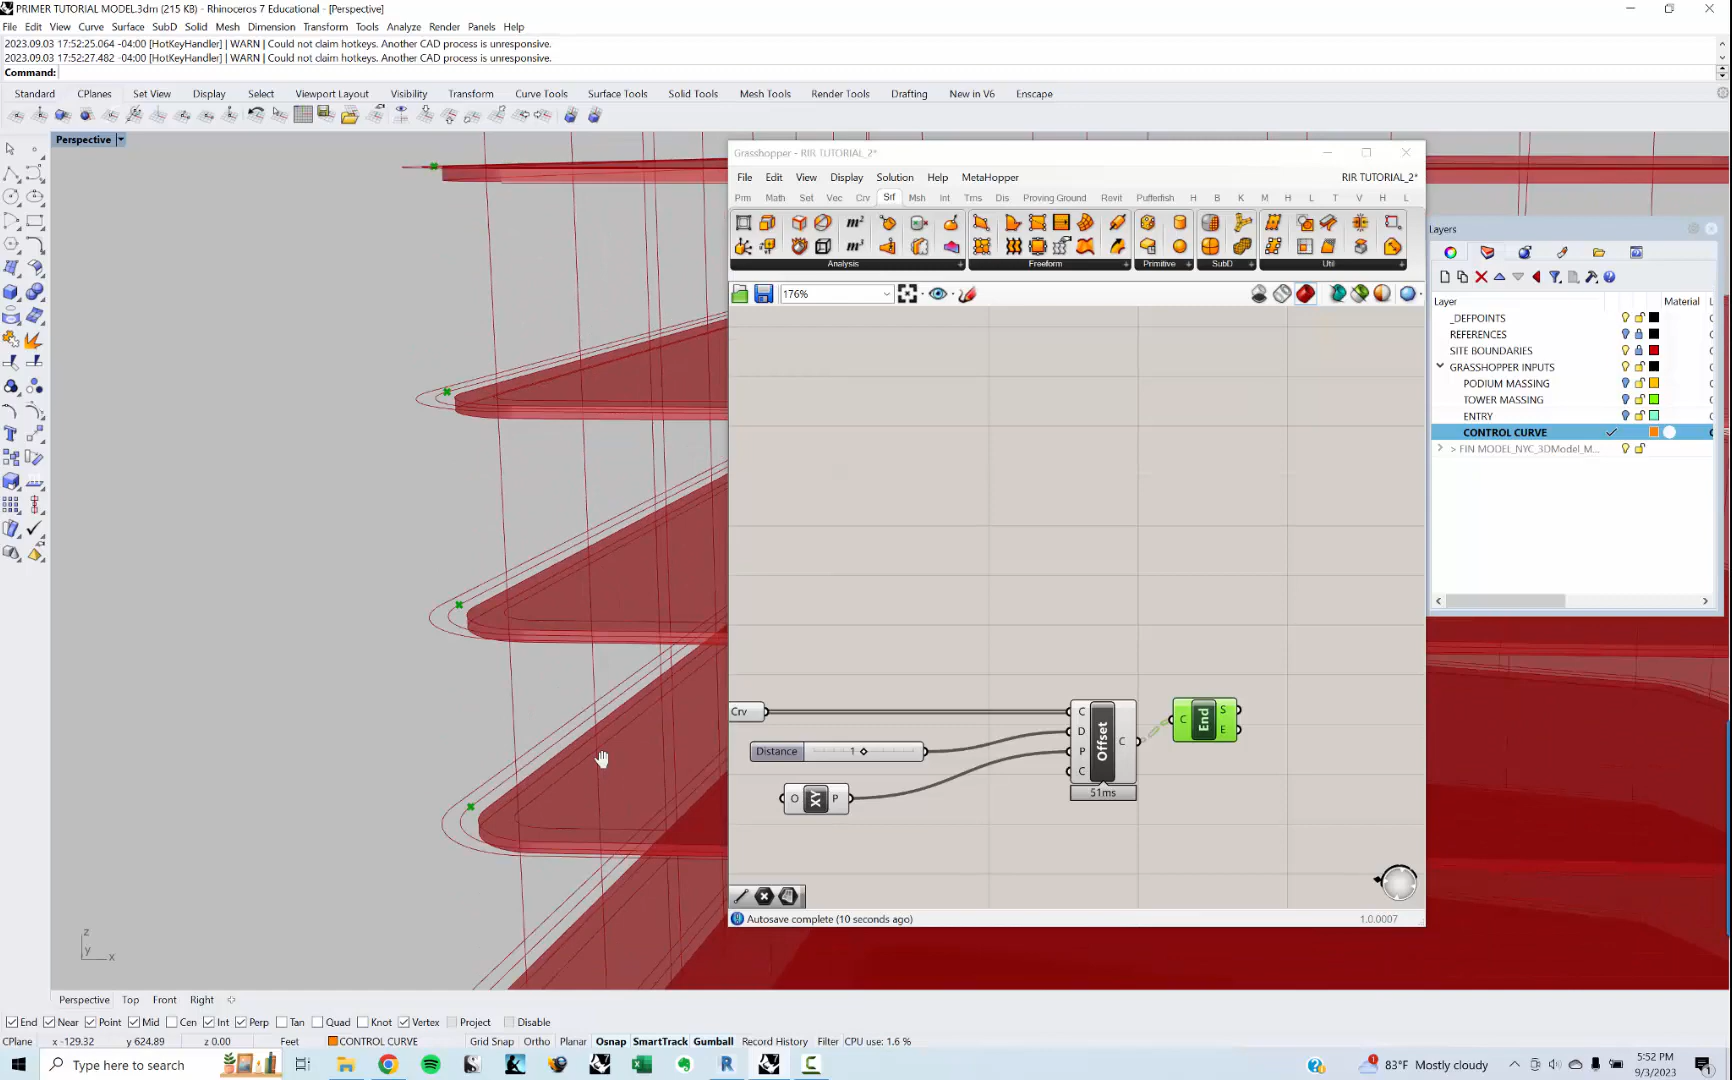 PRIMER TUTORIAL MODEL.3dm (215 KB) - Rhinoceros 7 Educational - [Perspective]
File Edit View Curve Surface SubD Solid Mesh Dimension Transform Tools Analyze Render Panels Help
2023.09.03 17:52:25.064 -04:00 [HotKeyHandler] | WARN | Could not claim hotkeys. Another CAD process is unresponsive.
2023.09.03 17:52:27.482 -04:00 [HotKeyHandler] | WARN | Could not claim hotkeys. Another CAD process is unresponsive.
Command:
Standard CPlanes Set View Display Select Viewport Layout Visibility Transform Curve Tools Surface Tools Solid Tools Mesh Tools Render Tools Drafting New in V6 Enscape
Perspective
Grasshopper - RIR TUTORIAL_2*
File Edit View Display Solution Help MetaHopper RIR TUTORIAL_2*
Prm Math Set Vec Crv Srf Msh Int Trns Dis Proving Ground Revit Pufferfish H B K M H L T V H L
m²
m³
Analysis Freeform Primitive SubD Util
176%
Layers
Layer Material
_DEFPOINTS
REFERENCES
SITE BOUNDARIES
GRASSHOPPER INPUTS
PODIUM MASSING
TOWER MASSING
ENTRY
CONTROL CURVE
> FIN MODEL_NYC_3DModel_M...
Crv
Distance 1
O XY P
C D P C Offset C
51ms
C End S E
Autosave complete (10 seconds ago) 1.0.0007
z
y x
Perspective Top Front Right
End Near Point Mid Cen Int Perp Tan Quad Knot Vertex Project Disable
CPlane x -129.32 y 624.89 z 0.00 Feet CONTROL CURVE Grid Snap Ortho Planar Osnap SmartTrack Gumball Record History Filter CPU use: 1.6 %
Type here to search
83°F Mostly cloudy
5:52 PM
9/3/2023